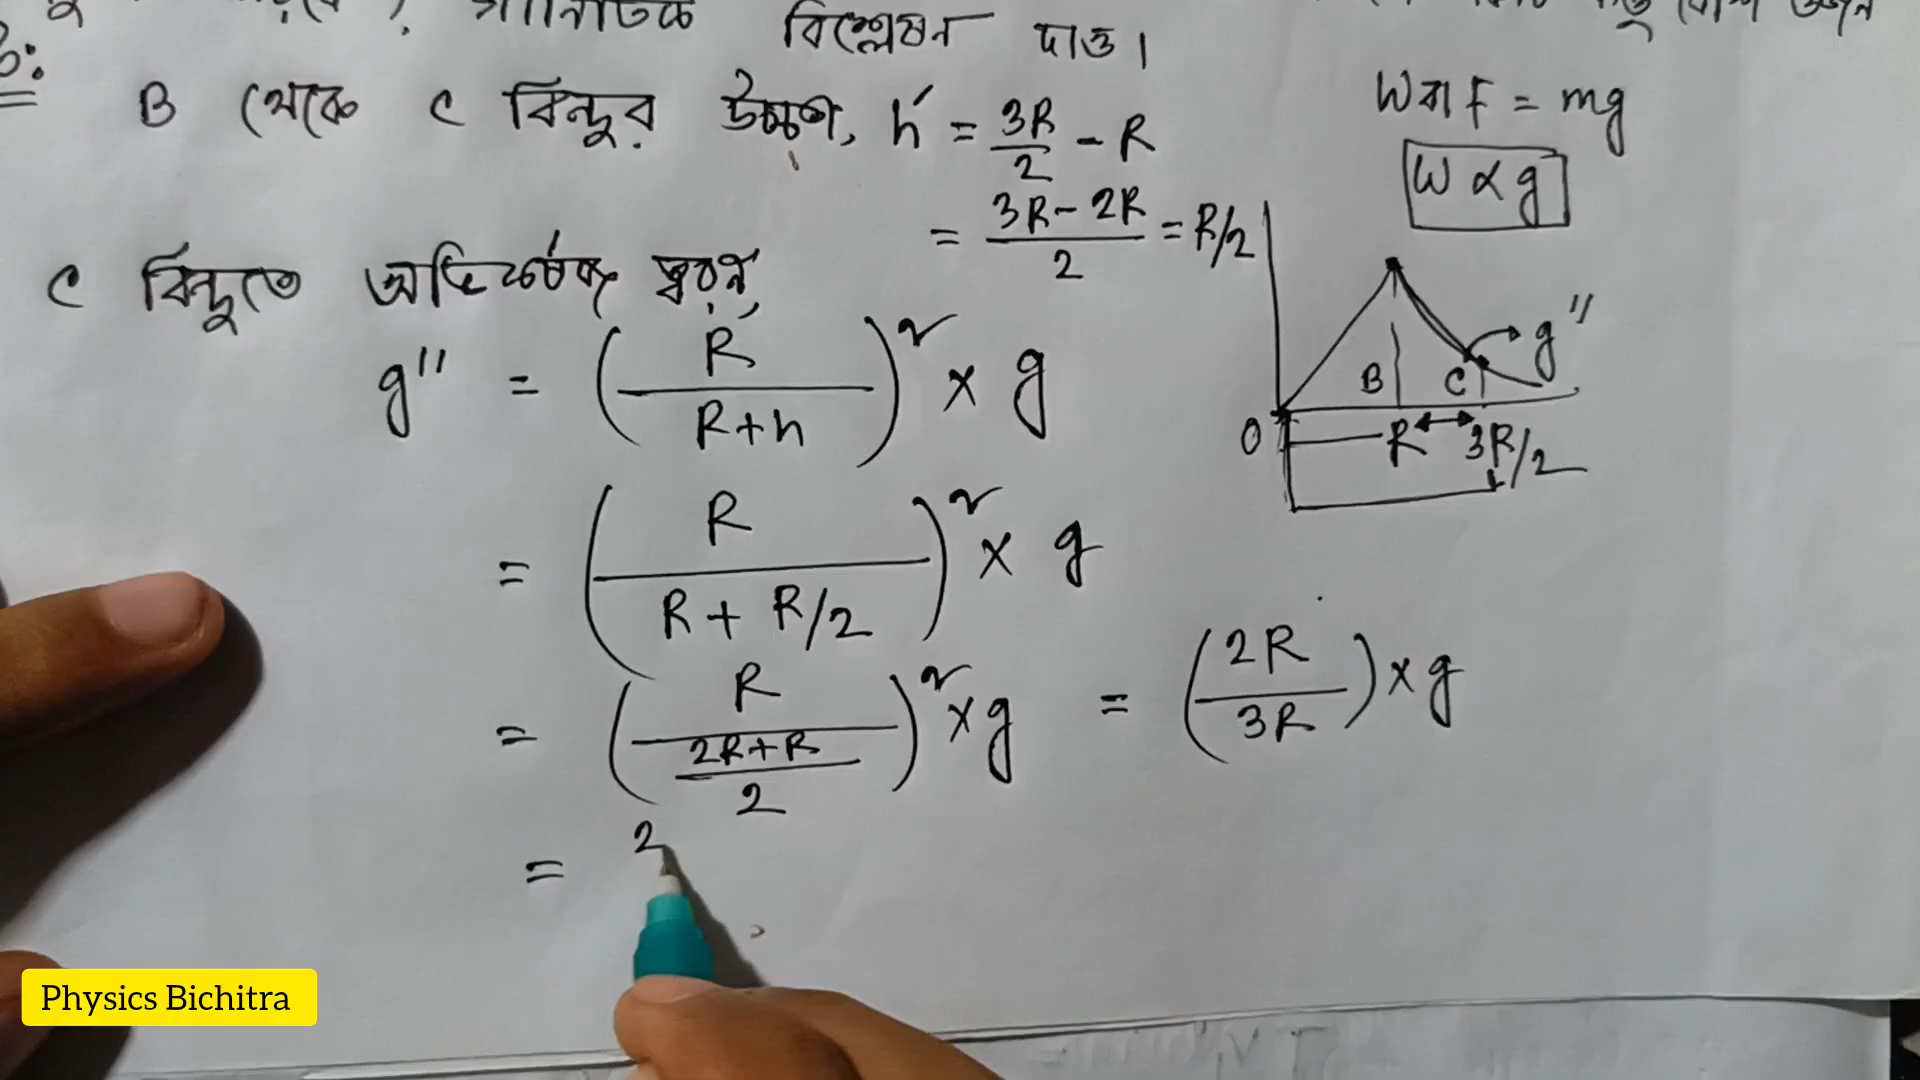 বিশ্লেষন দাও।
B থেকে C বিন্দুর উচ্চতা, h' = 3R/2 - R
= (3R - 2R)/2 = R/2
C বিন্দুতে অভিকর্ষজ ত্বরণ,
g'' = (R/(R+h))² × g
= (R/(R + R/2))² × g
= (R/((2R+R)/2))² × g = (2R/3R) × g
= 2
W বা F = mg
W ∝ g
g''
B C
O R 3R/2
Physics Bichitra